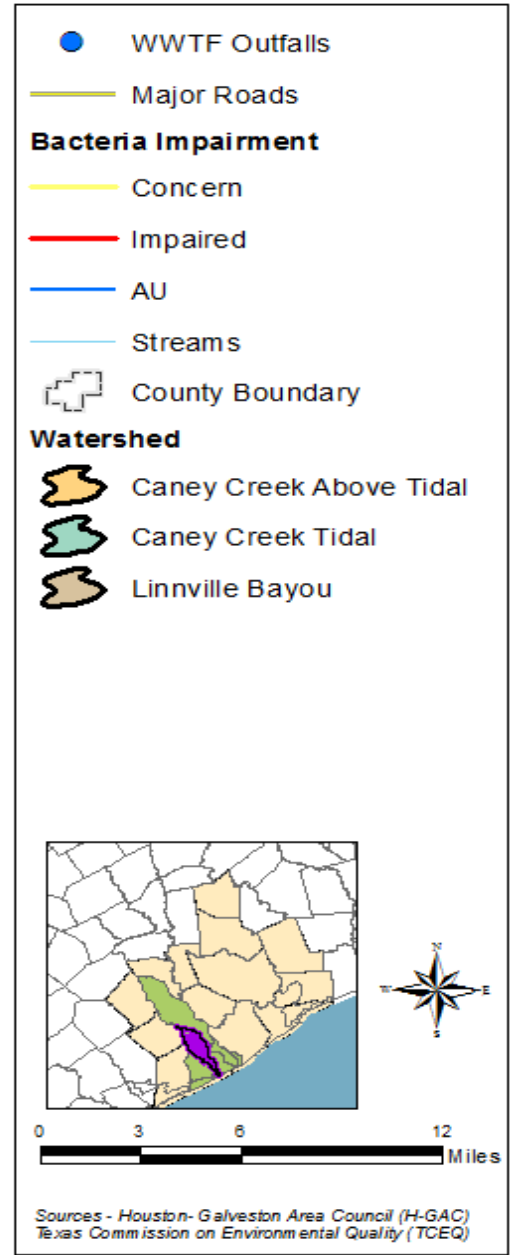 WWTF Outfalls
Major Roads
Bacteria Impairment
Concern
Impaired
AU
Streams
County Boundary
Watershed
Caney Creek Above Tidal
Caney Creek Tidal
Linnville Bayou
N
W E
S
0 3 6 12
Miles
Sources - Houston- Galveston Area Council (H-GAC)
Texas Commission on Environmental Quality (TCEQ)